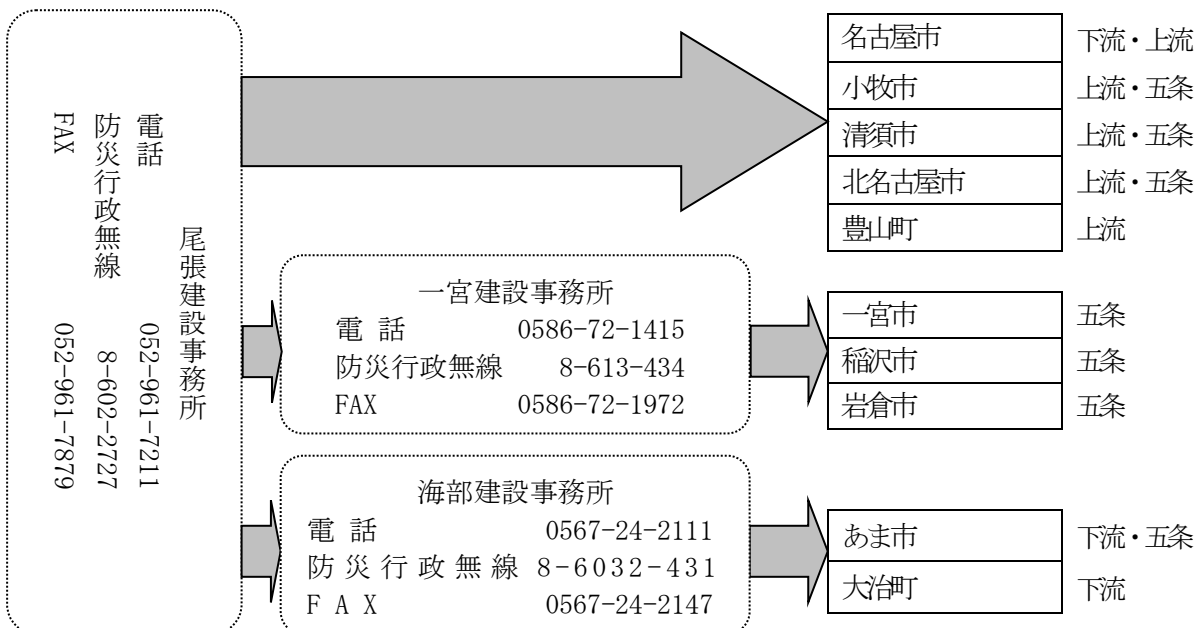 尾張建設事務所
電話 052-961-7211
防災行政無線 8-602-2727
FAX 052-961-7879
名古屋市 下流・上流
小牧市 上流・五条
清須市 上流・五条
北名古屋市 上流・五条
豊山町 上流
一宮建設事務所
電 話 0586-72-1415
防災行政無線 8-613-434
FAX 0586-72-1972
一宮市 五条
稲沢市 五条
岩倉市 五条
海部建設事務所
電 話 0567-24-2111
防災行政無線 8-6032-431
FAX 0567-24-2147
あま市 下流・五条
大治町 下流